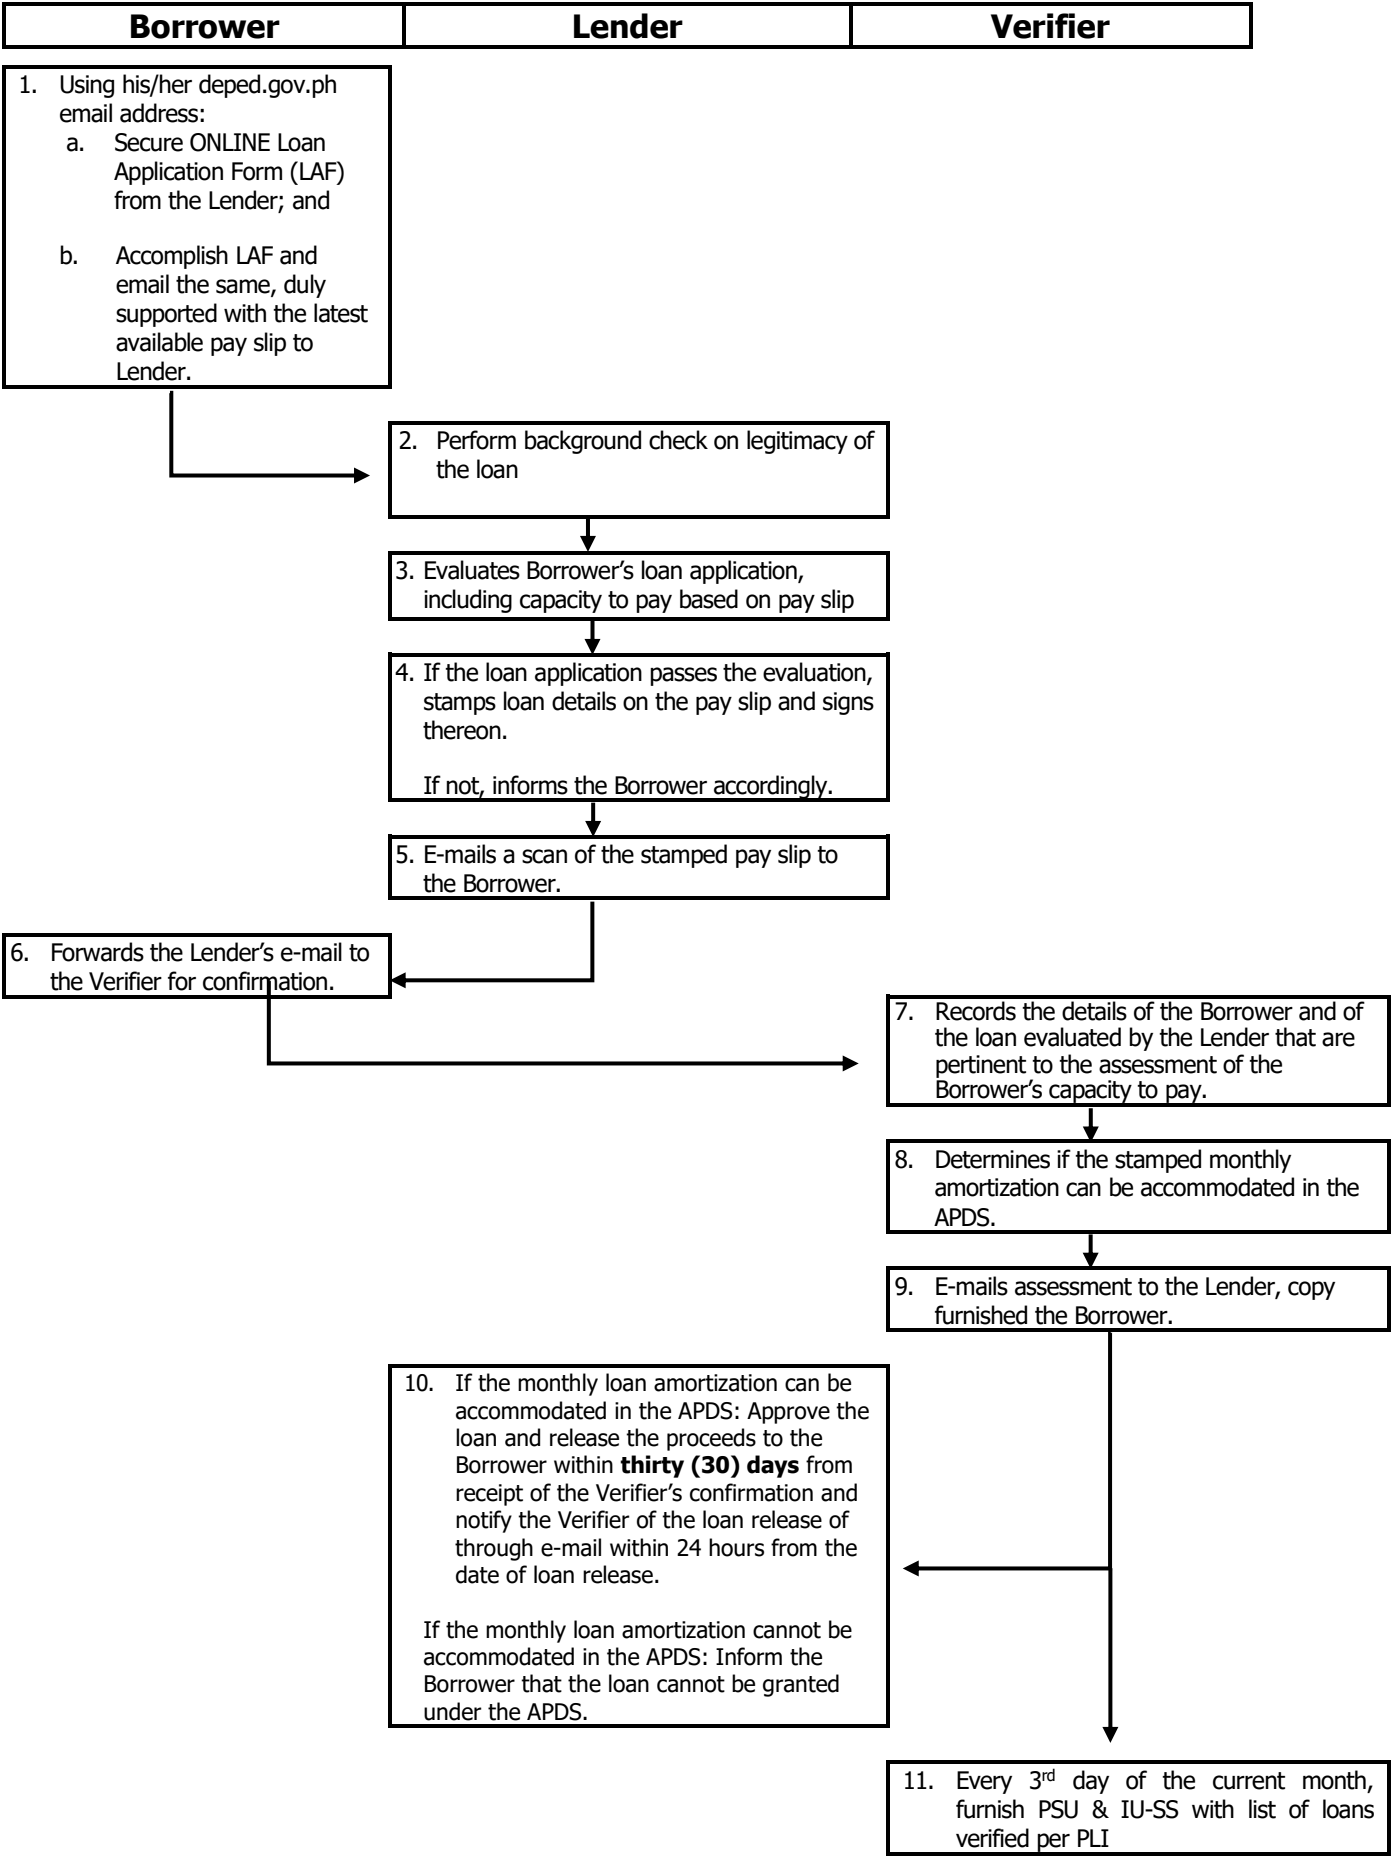 Borrower
Lender
Verifier
1. Using his/her deped.gov.ph
email address:
a. Secure ONLINE Loan
Application Form (LAF)
from the Lender; and
b. Accomplish LAF and
email the same, duly
supported with the latest
available pay slip to
Lender.
2. Perform background check on legitimacy of
the loan
3. Evaluates Borrower’s loan application,
including capacity to pay based on pay slip
4. If the loan application passes the evaluation,
stamps loan details on the pay slip and signs
thereon.
If not, informs the Borrower accordingly.
5. E-mails a scan of the stamped pay slip to
the Borrower.
6. Forwards the Lender’s e-mail to
the Verifier for confirmation.
7. Records the details of the Borrower and of
the loan evaluated by the Lender that are
pertinent to the assessment of the
Borrower’s capacity to pay.
8. Determines if the stamped monthly
amortization can be accommodated in the
APDS.
9. E-mails assessment to the Lender, copy
furnished the Borrower.
10. If the monthly loan amortization can be
accommodated in the APDS: Approve the
loan and release the proceeds to the
Borrower within thirty (30) days from
receipt of the Verifier’s confirmation and
notify the Verifier of the loan release of
through e-mail within 24 hours from the
date of loan release.
If the monthly loan amortization cannot be
accommodated in the APDS: Inform the
Borrower that the loan cannot be granted
under the APDS.
11. Every 3rd day of the current month,
furnish PSU & IU-SS with list of loans
verified per PLI